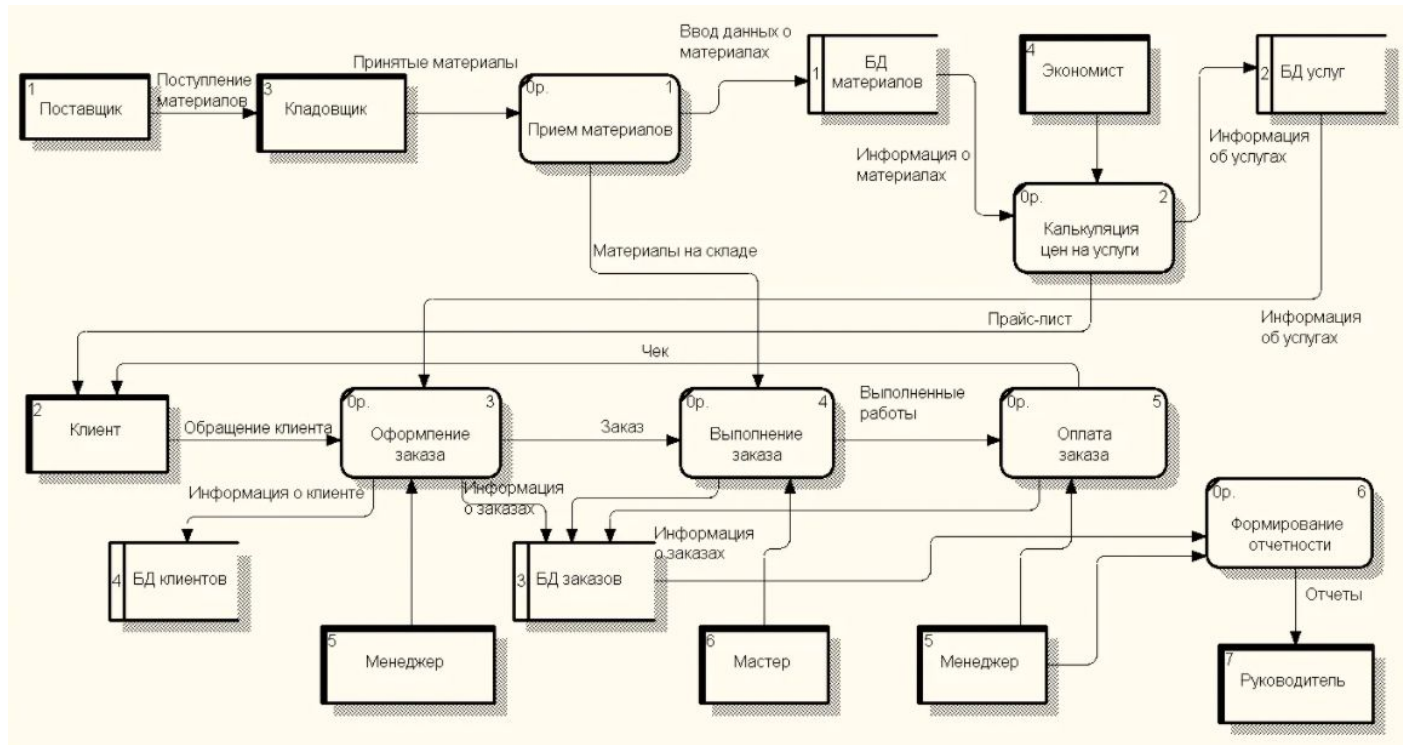 1
Поставщик
Поступление
материалов
3
Кладовщик
Принятые материалы
0р.
1
Прием материалов
Ввод данных о
материалах
1
БД
материалов
4
Экономист
2
БД услуг
Информация о
материалах
Информация
об услугах
0р.
2
Калькуляция
цен на услуги
Материалы на складе
Прайс-лист
Информация
об услугах
Чек
2
Клиент
Обращение клиента
0р.
3
Оформление
заказа
Заказ
0р.
4
Выполнение
заказа
Выполненные
работы
0р.
5
Оплата
заказа
Информация о клиенте
Информация
о заказах
Информация
о заказах
0р.
6
Формирование
отчетности
4
БД клиентов
3
БД заказов
Отчеты
5
Менеджер
6
Мастер
5
Менеджер
7
Руководитель